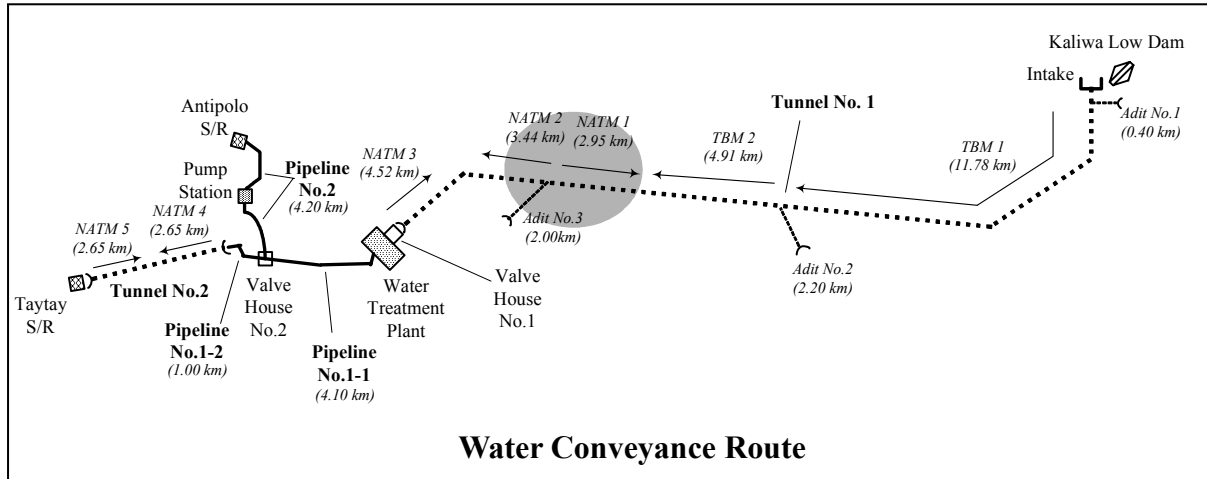 Kaliwa Low Dam
Intake
Adit No.1
(0.40 km)
Tunnel No. 1
TBM 1
(11.78 km)
TBM 2
(4.91 km)
Adit No.2
(2.20 km)
NATM 1
(2.95 km)
NATM 2
(3.44 km)
Adit No.3
(2.00km)
NATM 3
(4.52 km)
Valve
House
No.1
Water
Treatment
Plant
Antipolo
S/R
Pump
Station
Pipeline
No.2
(4.20 km)
Pipeline
No.1-1
(4.10 km)
Valve
House
No.2
Pipeline
No.1-2
(1.00 km)
NATM 4
(2.65 km)
NATM 5
(2.65 km)
Tunnel No.2
Taytay
S/R
Water Conveyance Route